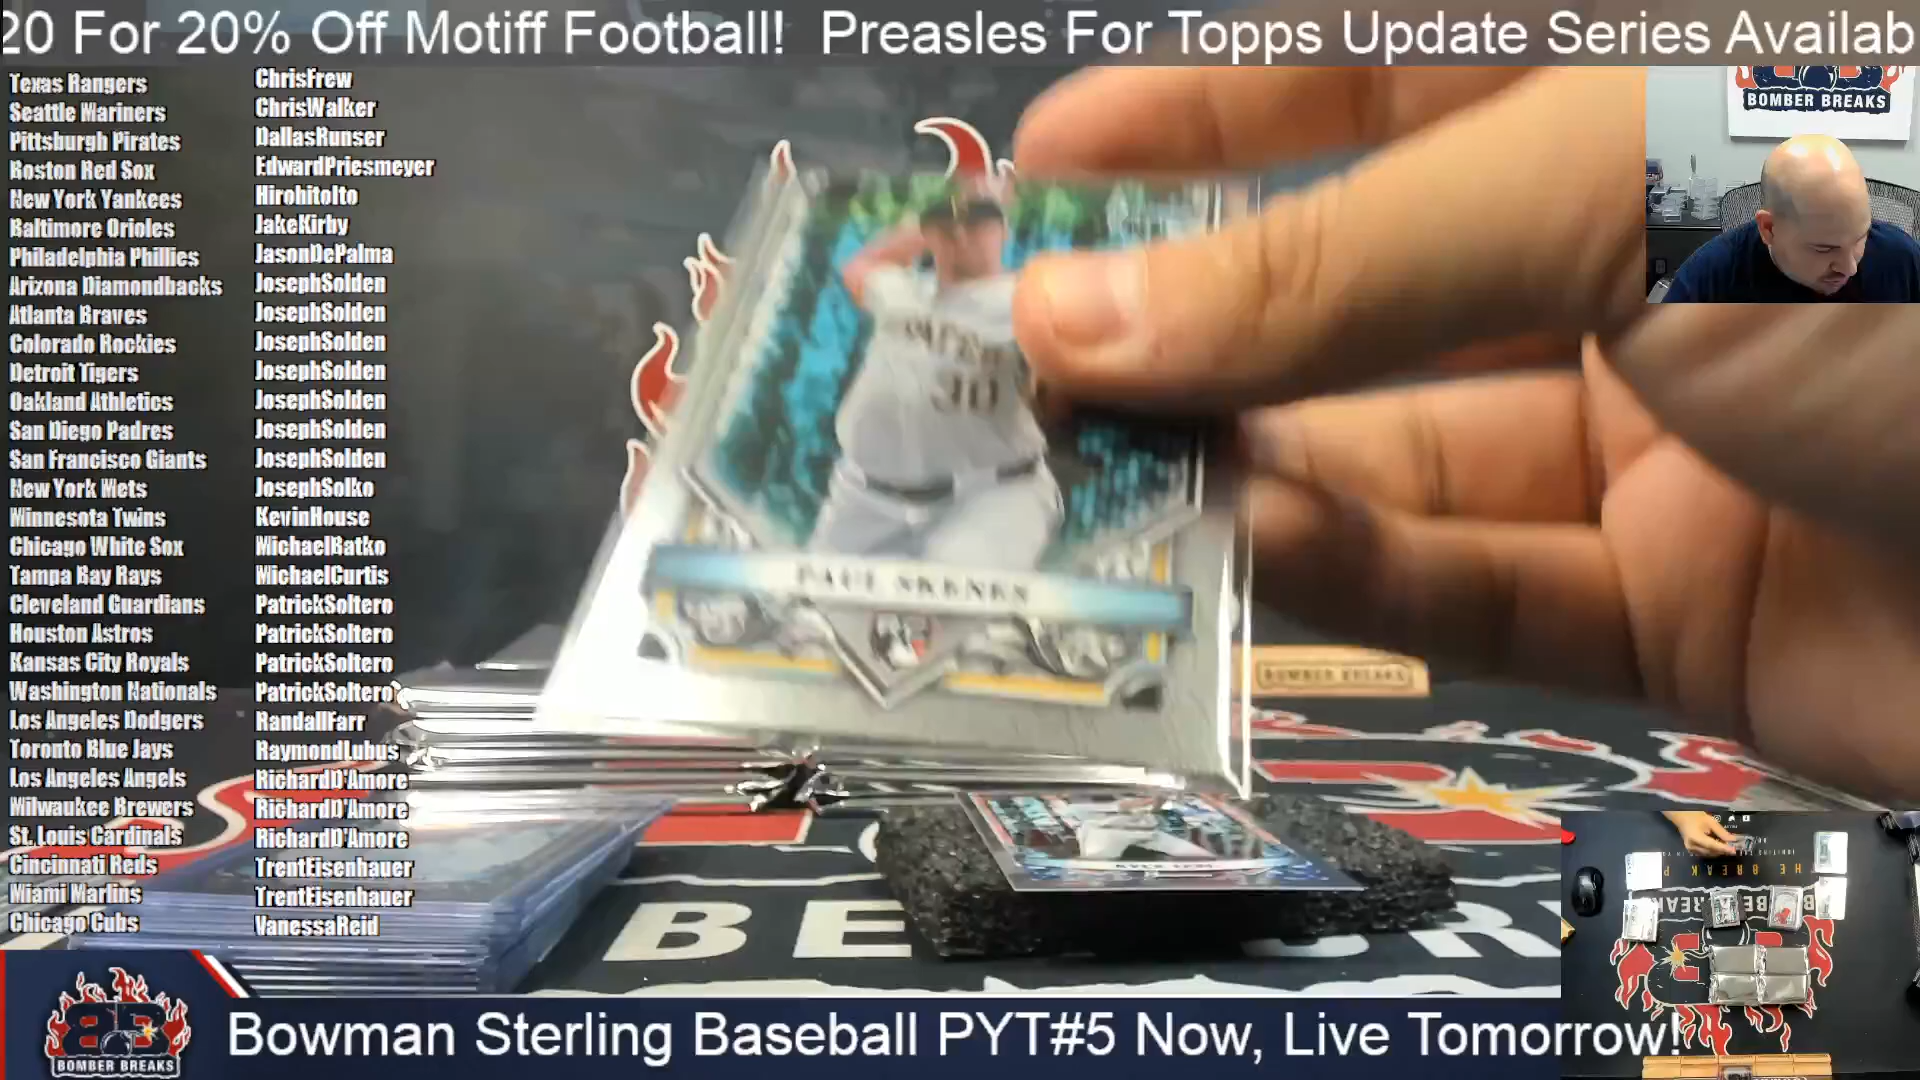 20 For 20% Off Motiff Football! Preasles For Topps Update Series Availab
Texas Rangers ChrisFrew
Seattle Mariners ChrisWalker
Pittsburgh Pirates DallasRunser
Boston Red Sox EdwardPriesmeyer
New York Yankees HirohitoIto
Baltimore Orioles JakeKirby
Philadelphia Phillies JasonDePalma
Arizona Diamondbacks JosephSolden
Atlanta Braves JosephSolden
Colorado Rockies JosephSolden
Detroit Tigers JosephSolden
Oakland Athletics JosephSolden
San Diego Padres JosephSolden
San Francisco Giants JosephSolden
New York Mets JosephSolko
Minnesota Twins KevinHouse
Chicago White Sox MichaelBatko
Tampa Bay Rays MichaelCurtis
Cleveland Guardians PatrickSoltero
Houston Astros PatrickSoltero
Kansas City Royals PatrickSoltero
Washington Nationals PatrickSoltero
Los Angeles Dodgers RandallFarr
Toronto Blue Jays RaymondLubus
Los Angeles Angels RichardD'Amore
Milwaukee Brewers RichardD'Amore
St. Louis Cardinals RichardD'Amore
Cincinnati Reds TrentEisenhauer
Miami Marlins TrentEisenhauer
Chicago Cubs VanessaReid
BOMBER BREAKS
30
PAUL SKENES
BOMBER BREAKS
BOMBER BREAKS
Bowman Sterling Baseball PYT#5 Now, Live Tomorrow!